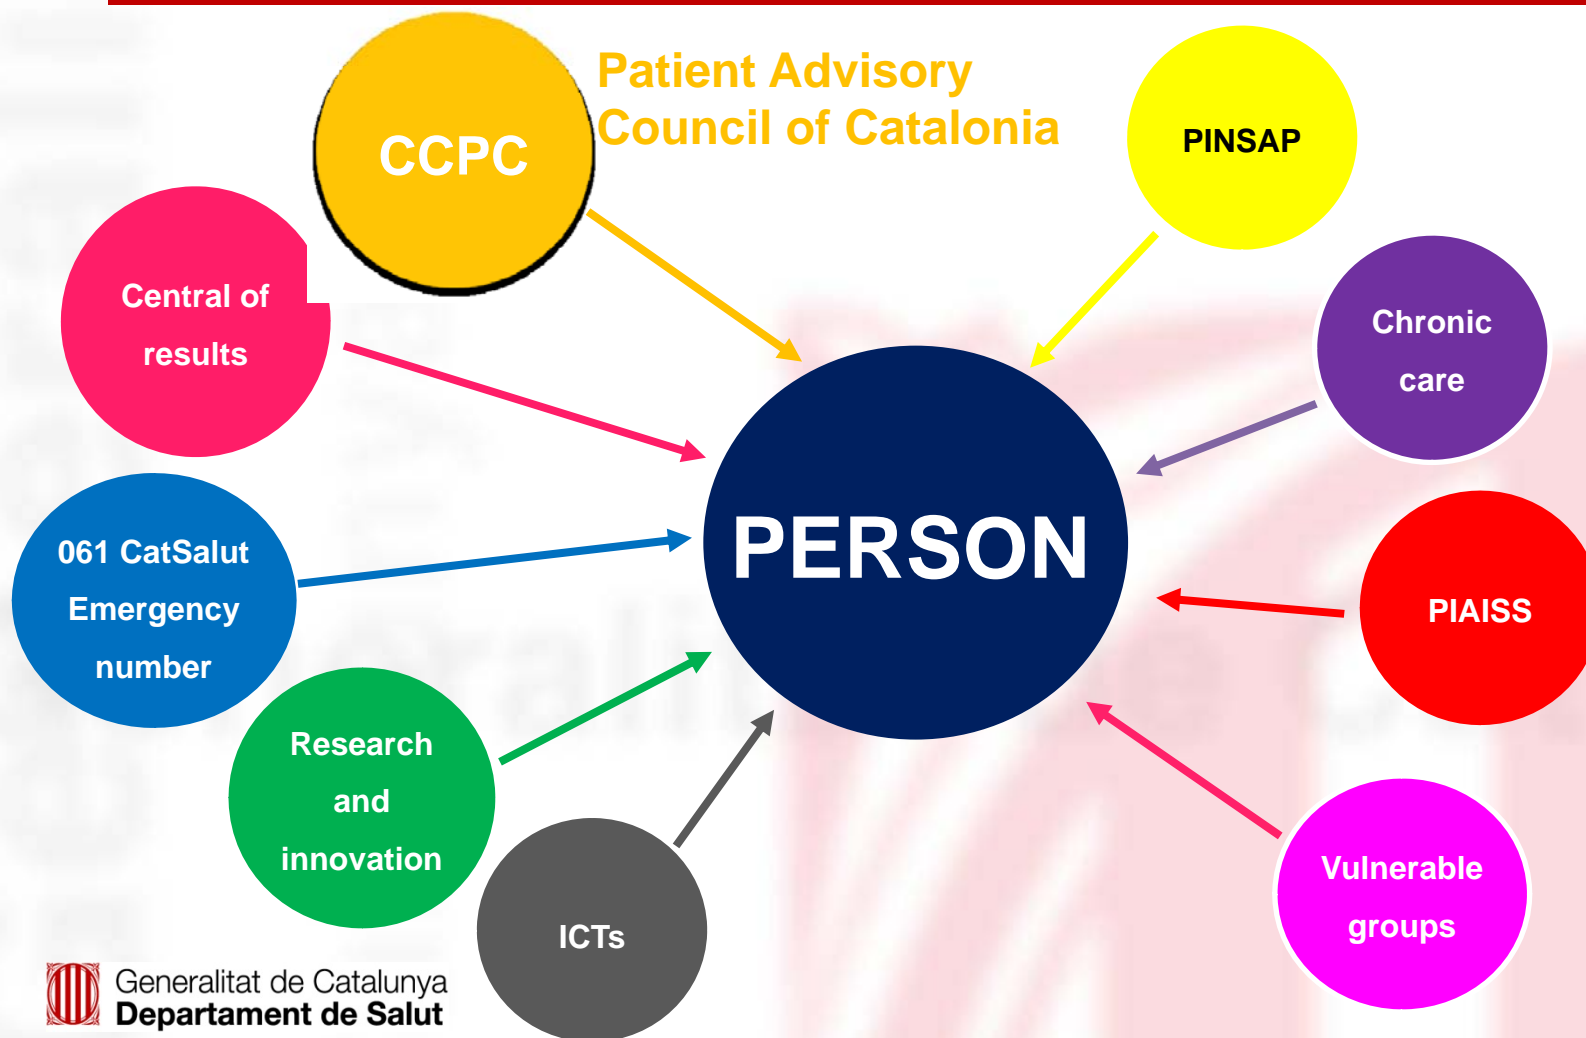 Patient Advisory
Council of Catalonia
CCPC
PINSAP
Central of
results
Chronic
care
PERSON
061 CatSalut
Emergency
number
PIAISS
Research
and
innovation
ICTs
Vulnerable
groups
Generalitat de Catalunya
Departament de Salut